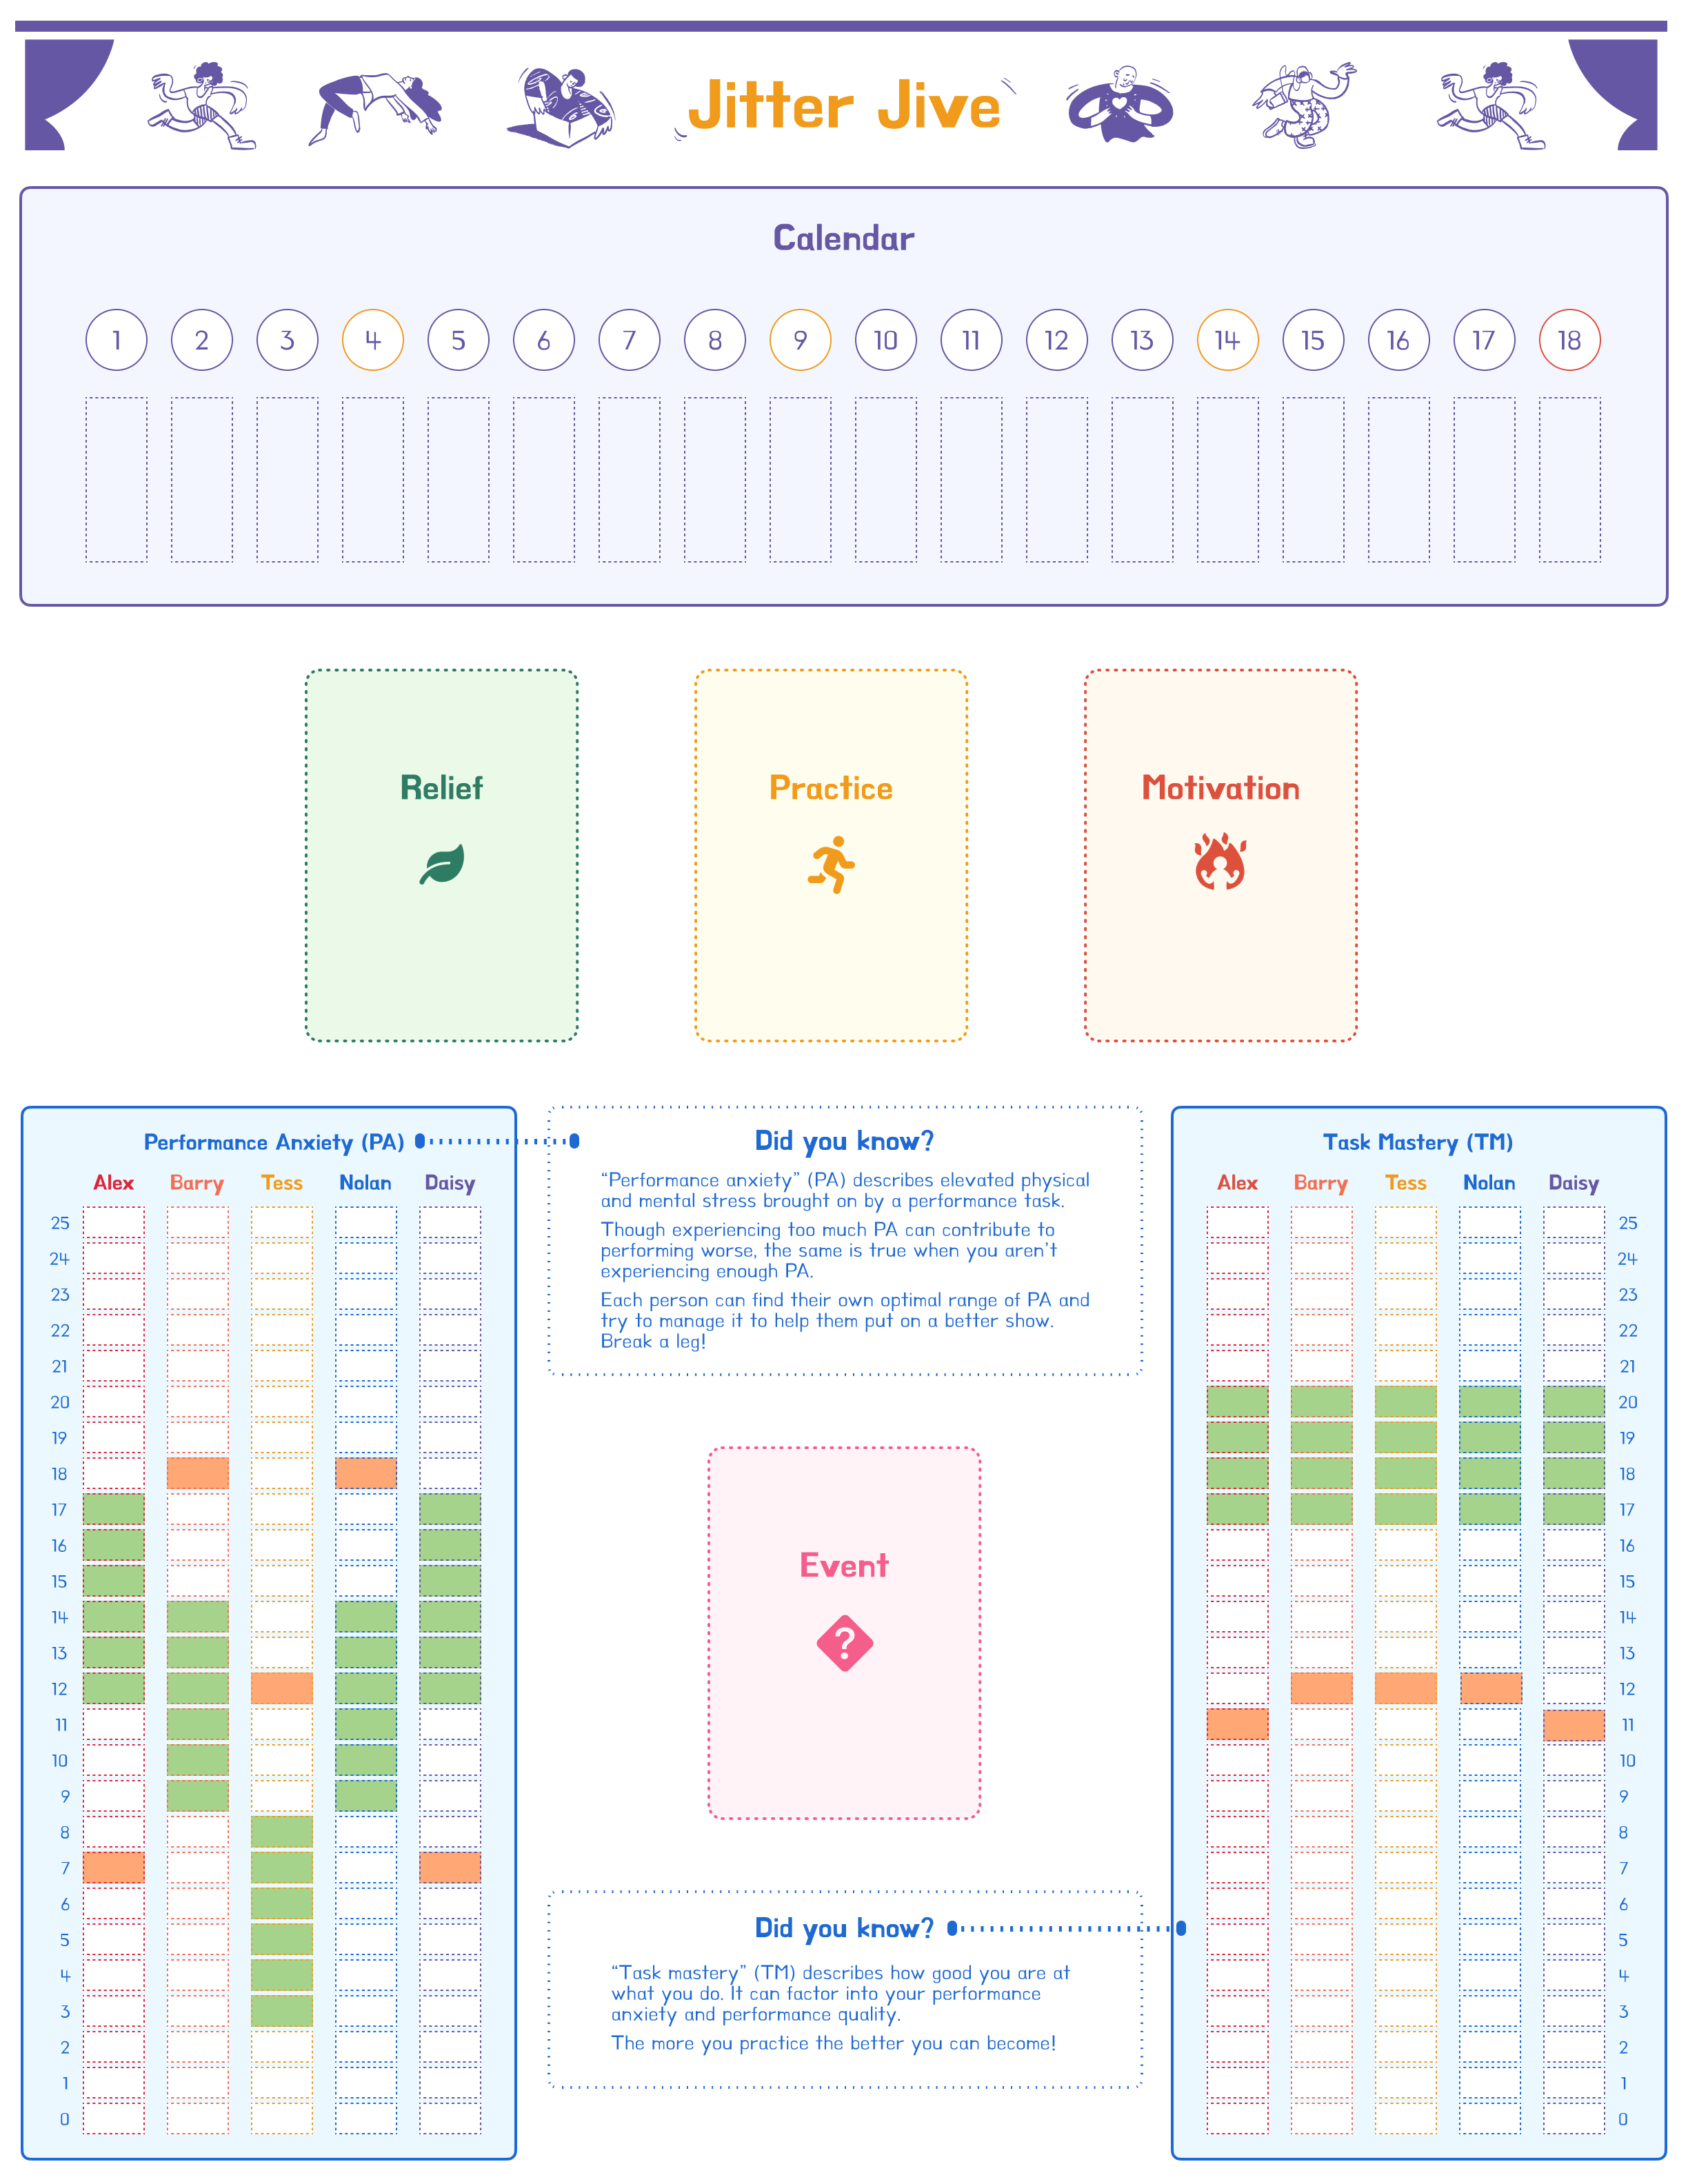 Jitter Jive
Calendar
1 2 3 4 5 6 7 8 9 10 11 12 13 14 15 16 17 18
Relief
Practice
Motivation
Performance Anxiety (PA)
Alex Barry Tess Nolan Daisy
25
24
23
22
21
20
19
18
17
16
15
14
13
12
11
10
9
8
7
6
5
4
3
2
1
0
Did you know?
“Performance anxiety” (PA) describes elevated physical
and mental stress brought on by a performance task.
Though experiencing too much PA can contribute to
performing worse, the same is true when you aren’t
experiencing enough PA.
Each person can find their own optimal range of PA and
try to manage it to help them put on a better show.
Break a leg!
Event
?
Did you know?
“Task mastery” (TM) describes how good you are at
what you do. It can factor into your performance
anxiety and performance quality.
The more you practice the better you can become!
Task Mastery (TM)
Alex Barry Tess Nolan Daisy
25
24
23
22
21
20
19
18
17
16
15
14
13
12
11
10
9
8
7
6
5
4
3
2
1
0